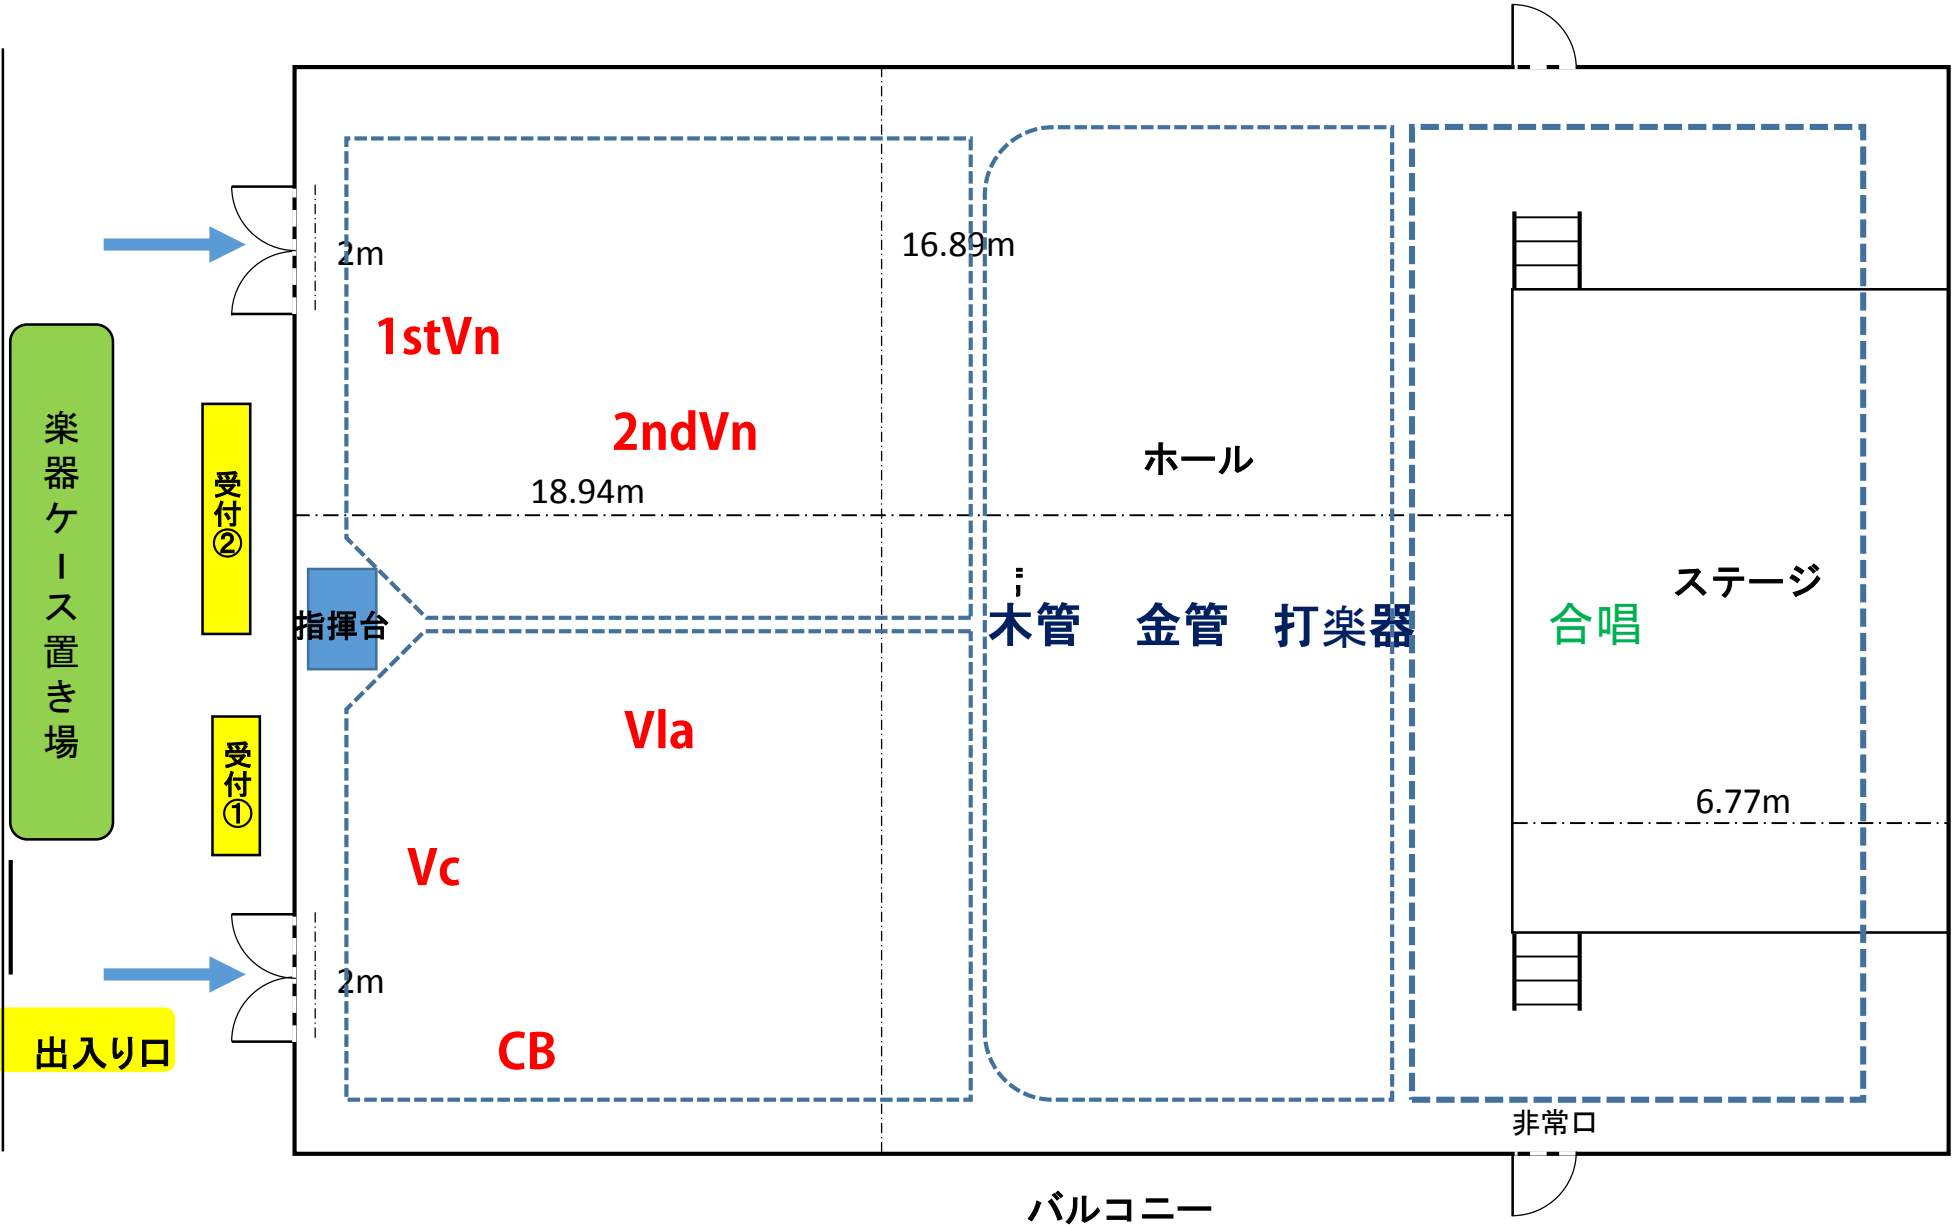 2m
16.89m
1stVn
2ndVn
ホール
18.94m
楽器ケース置き場
受付②
指揮台
木管 金管 打楽器
合唱
ステージ
Vla
受付①
6.77m
Vc
2m
CB
出入り口
非常口
バルコニー